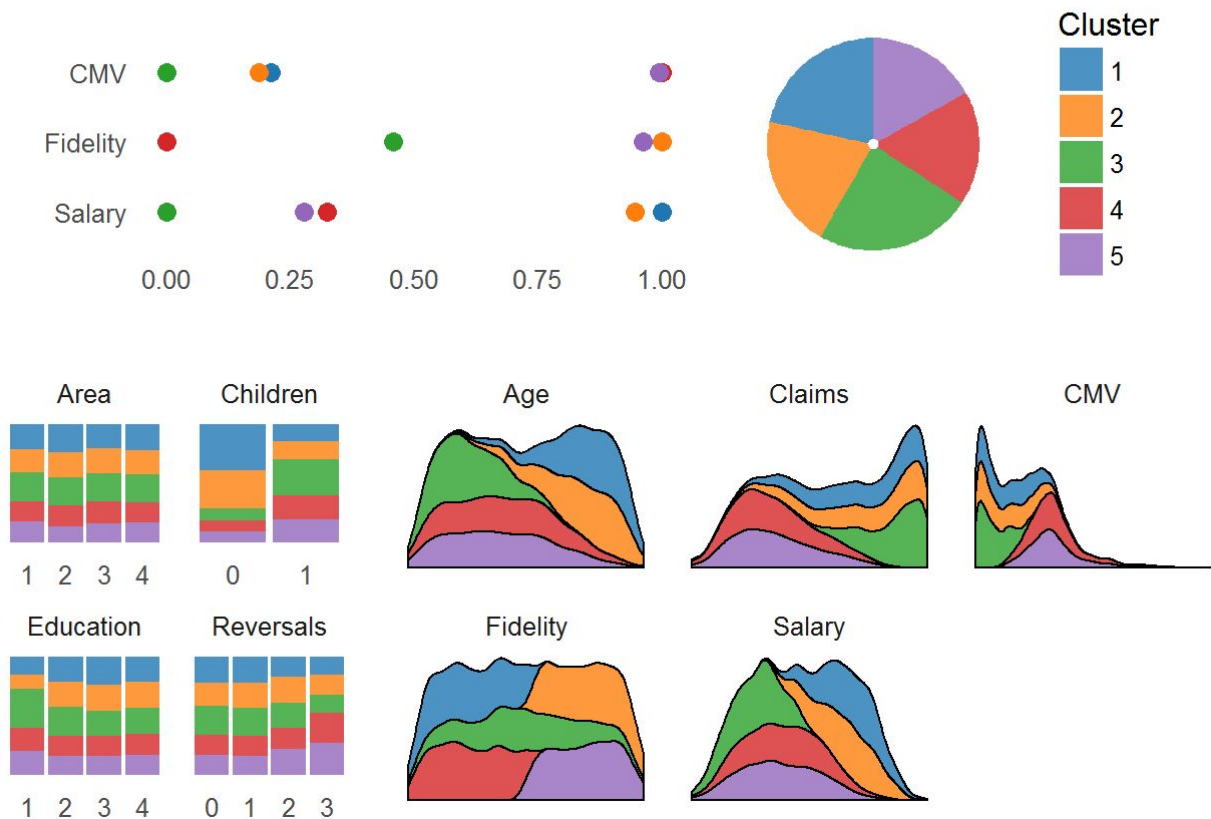 CMV
Fidelity
Salary
0.00 0.25 0.50 0.75 1.00
Cluster
1
2
3
4
5
Area
1 2 3 4
Children
0 1
Age
Claims
CMV
Education
1 2 3 4
Reversals
0 1 2 3
Fidelity
Salary